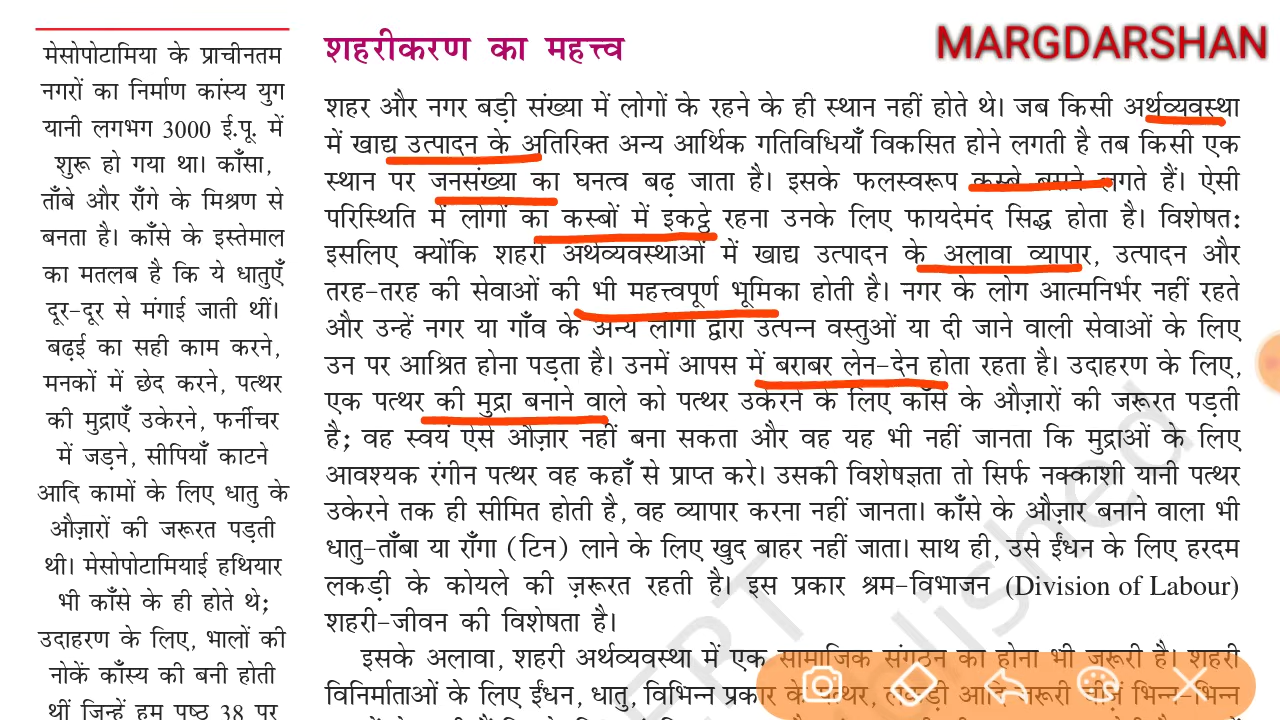 मेसोपोटामिया के प्राचीनतम
नगरों का निर्माण कांस्य युग
यानी लगभग 3000 ई.पू. में
शुरू हो गया था। काँसा,
ताँबे और राँगे के मिश्रण से
बनता है। काँसे के इस्तेमाल
का मतलब है कि ये धातुएँ
दूर-दूर से मंगाई जाती थीं।
बढ़ई का सही काम करने,
मनकों में छेद करने, पत्थर
की मुद्राएँ उकेरने, फर्नीचर
में जड़ने, सीपियाँ काटने
आदि कामों के लिए धातु के
औज़ारों की जरूरत पड़ती
थी। मेसोपोटामियाई हथियार
भी काँसे के ही होते थे;
उदाहरण के लिए, भालों की
नोकें काँस्य की बनी होती
थीं जिन्हें हम पृष्ठ 38 पर
शहरीकरण का महत्त्व
MARGDARSHAN
शहर और नगर बड़ी संख्या में लोगों के रहने के ही स्थान नहीं होते थे। जब किसी अर्थव्यवस्था
में खाद्य उत्पादन के अतिरिक्त अन्य आर्थिक गतिविधियाँ विकसित होने लगती है तब किसी एक
स्थान पर जनसंख्या का घनत्व बढ़ जाता है। इसके फलस्वरूप कस्बे बसने लगते हैं। ऐसी
परिस्थिति में लोगों का कस्बों में इकट्ठे रहना उनके लिए फायदेमंद सिद्ध होता है। विशेषत:
इसलिए क्योंकि शहरी अर्थव्यवस्थाओं में खाद्य उत्पादन के अलावा व्यापार, उत्पादन और
तरह-तरह की सेवाओं की भी महत्त्वपूर्ण भूमिका होती है। नगर के लोग आत्मनिर्भर नहीं रहते
और उन्हें नगर या गाँव के अन्य लोगों द्वारा उत्पन्न वस्तुओं या दी जाने वाली सेवाओं के लिए
उन पर आश्रित होना पड़ता है। उनमें आपस में बराबर लेन-देन होता रहता है। उदाहरण के लिए,
एक पत्थर की मुद्रा बनाने वाले को पत्थर उकेरने के लिए काँसे के औज़ारों की जरूरत पड़ती
है; वह स्वयं ऐसे औज़ार नहीं बना सकता और वह यह भी नहीं जानता कि मुद्राओं के लिए
आवश्यक रंगीन पत्थर वह कहाँ से प्राप्त करे। उसकी विशेषज्ञता तो सिर्फ नक्काशी यानी पत्थर
उकेरने तक ही सीमित होती है, वह व्यापार करना नहीं जानता। काँसे के औज़ार बनाने वाला भी
धातु-ताँबा या राँगा (टिन) लाने के लिए खुद बाहर नहीं जाता। साथ ही, उसे ईंधन के लिए हरदम
लकड़ी के कोयले की ज़रूरत रहती है। इस प्रकार श्रम-विभाजन (Division of Labour)
शहरी-जीवन की विशेषता है।
इसके अलावा, शहरी अर्थव्यवस्था में एक सामाजिक संगठन का होना भी जरूरी है। शहरी
विनिर्माताओं के लिए ईंधन, धातु, विभिन्न प्रकार के पत्थर, लकड़ी आदि जरूरी चीज़ें भिन्न-भिन्न